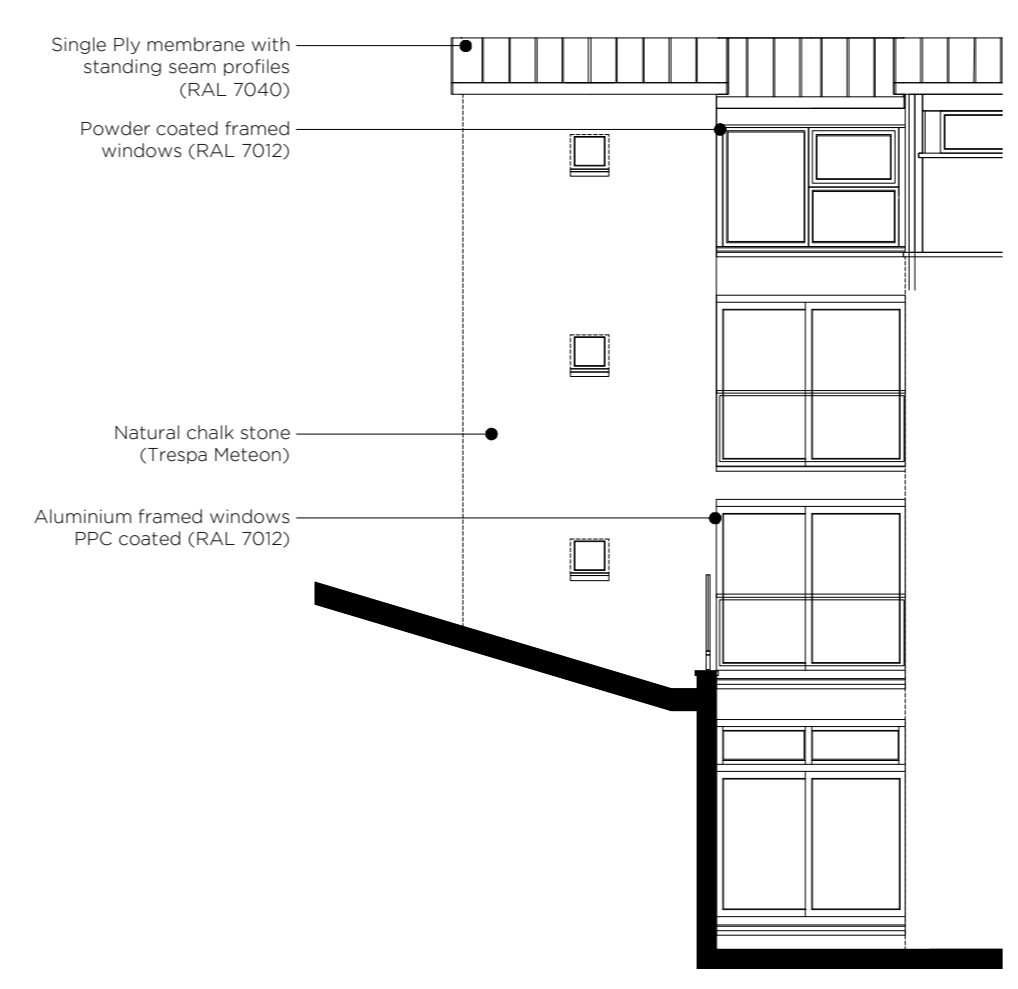 Single Ply membrane with
standing seam profiles
(RAL 7040)
Powder coated framed
windows (RAL 7012)
Natural chalk stone
(Trespa Meteon)
Aluminium framed windows
PPC coated (RAL 7012)